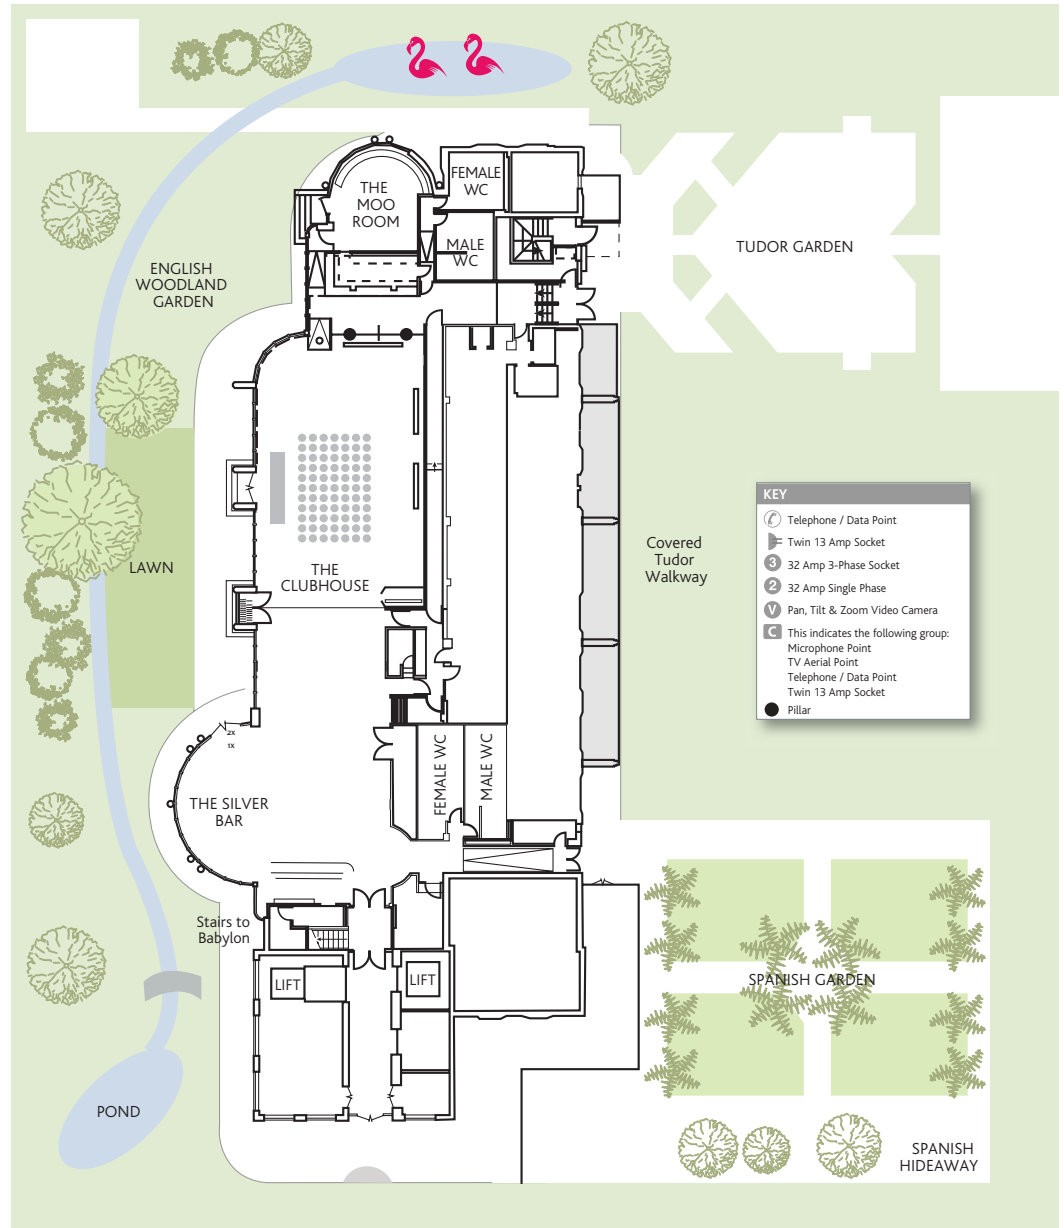 FEMALE
WC
THE
MOO
ROOM
MALE
WC
TUDOR GARDEN
ENGLISH
WOODLAND
GARDEN
KEY
Telephone / Data Point
Twin 13 Amp Socket
3 32 Amp 3-Phase Socket
2 32 Amp Single Phase
V Pan, Tilt & Zoom Video Camera
C This indicates the following group:
Microphone Point
TV Aerial Point
Telephone / Data Point
Twin 13 Amp Socket
Pillar
Covered
Tudor
Walkway
LAWN
THE
CLUBHOUSE
2X
1X
FEMALE WC
MALE WC
THE SILVER
BAR
Stairs to
Babylon
LIFT
LIFT
SPANISH GARDEN
POND
SPANISH
HIDEAWAY